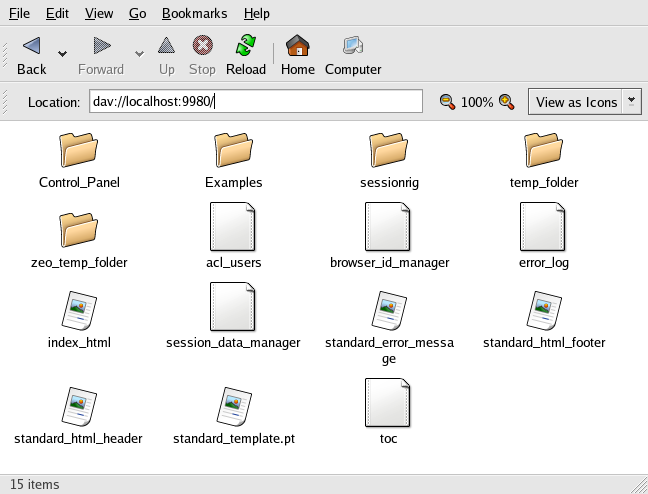 File Edit View Go Bookmarks Help
Back Forward Up Stop Reload Home Computer
Location: dav://localhost:9980/ 100% View as Icons
Control_Panel Examples sessionrig temp_folder
zeo_temp_folder acl_users browser_id_manager error_log
index_html session_data_manager standard_error_messa standard_html_footer
ge
standard_html_header standard_template.pt toc
15 items